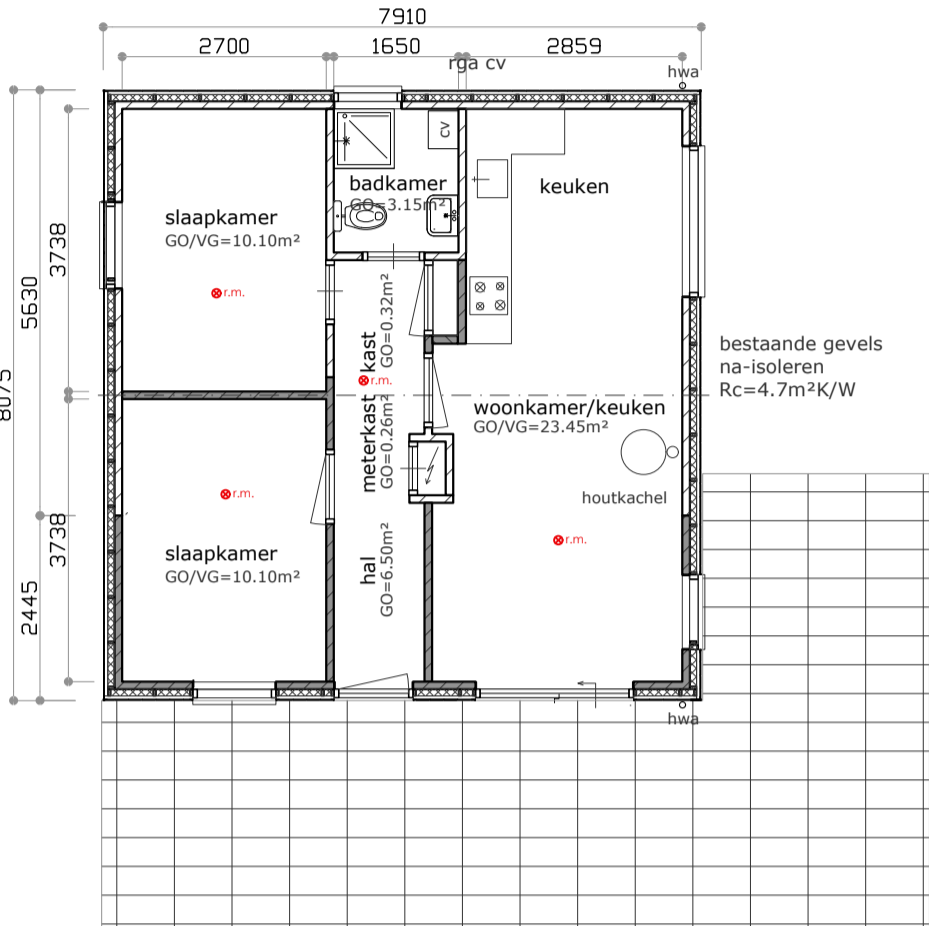 7910
2700 1650 2859
rga cv
hwa
cv
badkamer
GO=3.15m²
keuken
slaapkamer
GO/VG=10.10m²
3738
5630
8075
r.m.
kast
GO=0.32m²
r.m.
bestaande gevels
na-isoleren
Rc=4.7m²K/W
woonkamer/keuken
GO/VG=23.45m²
meterkast
GO=0.26m²
r.m.
houtkachel
r.m.
slaapkamer
GO/VG=10.10m²
3738
2445
hal
GO=6.50m²
hwa